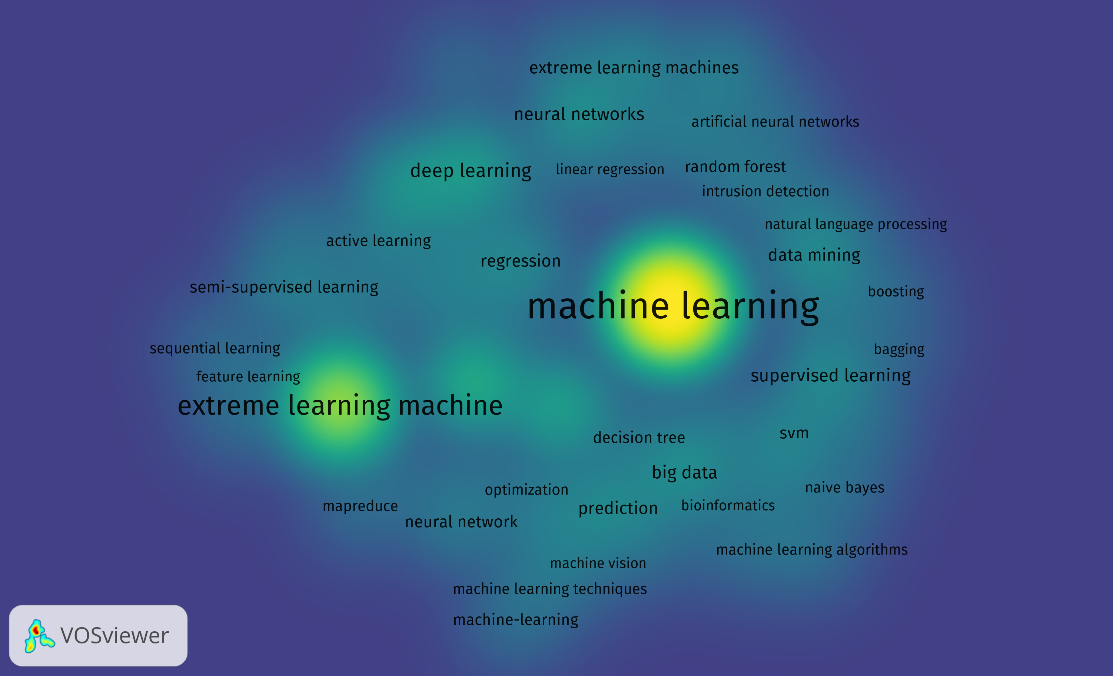 extreme learning machines
neural networks
artificial neural networks
deep learning
linear regression
random forest
intrusion detection
natural language processing
active learning
data mining
regression
semi-supervised learning
boosting
machine learning
sequential learning
bagging
feature learning
supervised learning
extreme learning machine
decision tree
svm
big data
optimization
naive bayes
mapreduce
prediction
bioinformatics
neural network
machine learning algorithms
machine vision
machine learning techniques
machine-learning
VOSviewer